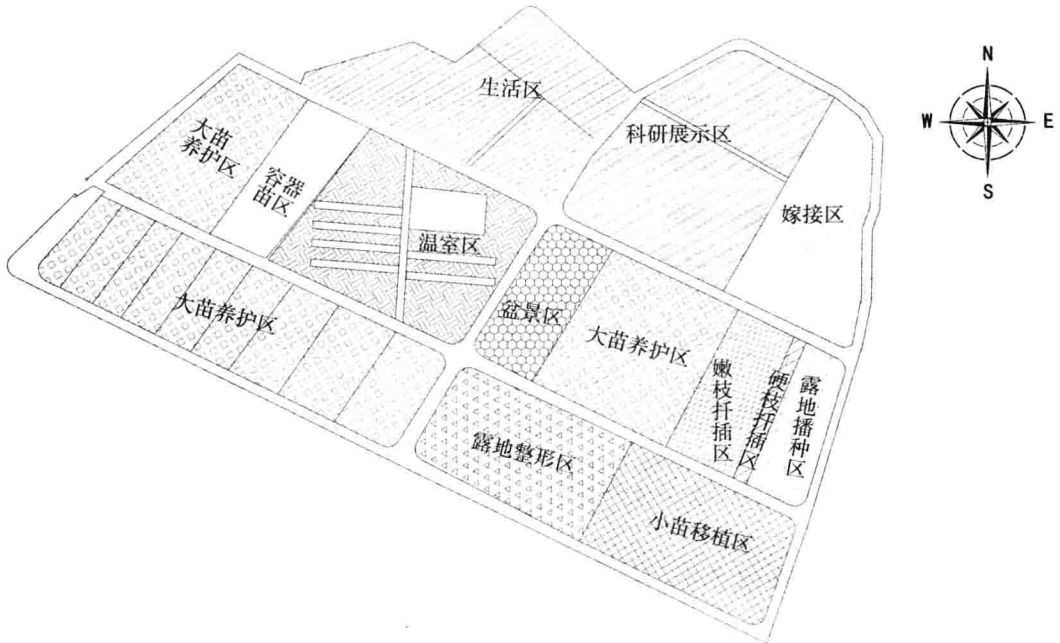 N
W
E
S
生活区
科研展示区
大苗
养护区
容器
苗区
温室区
嫁接区
大苗养护区
盆景区
大苗养护区
嫩枝扦插区
硬枝扦插区
露地播种区
露地整形区
小苗移植区